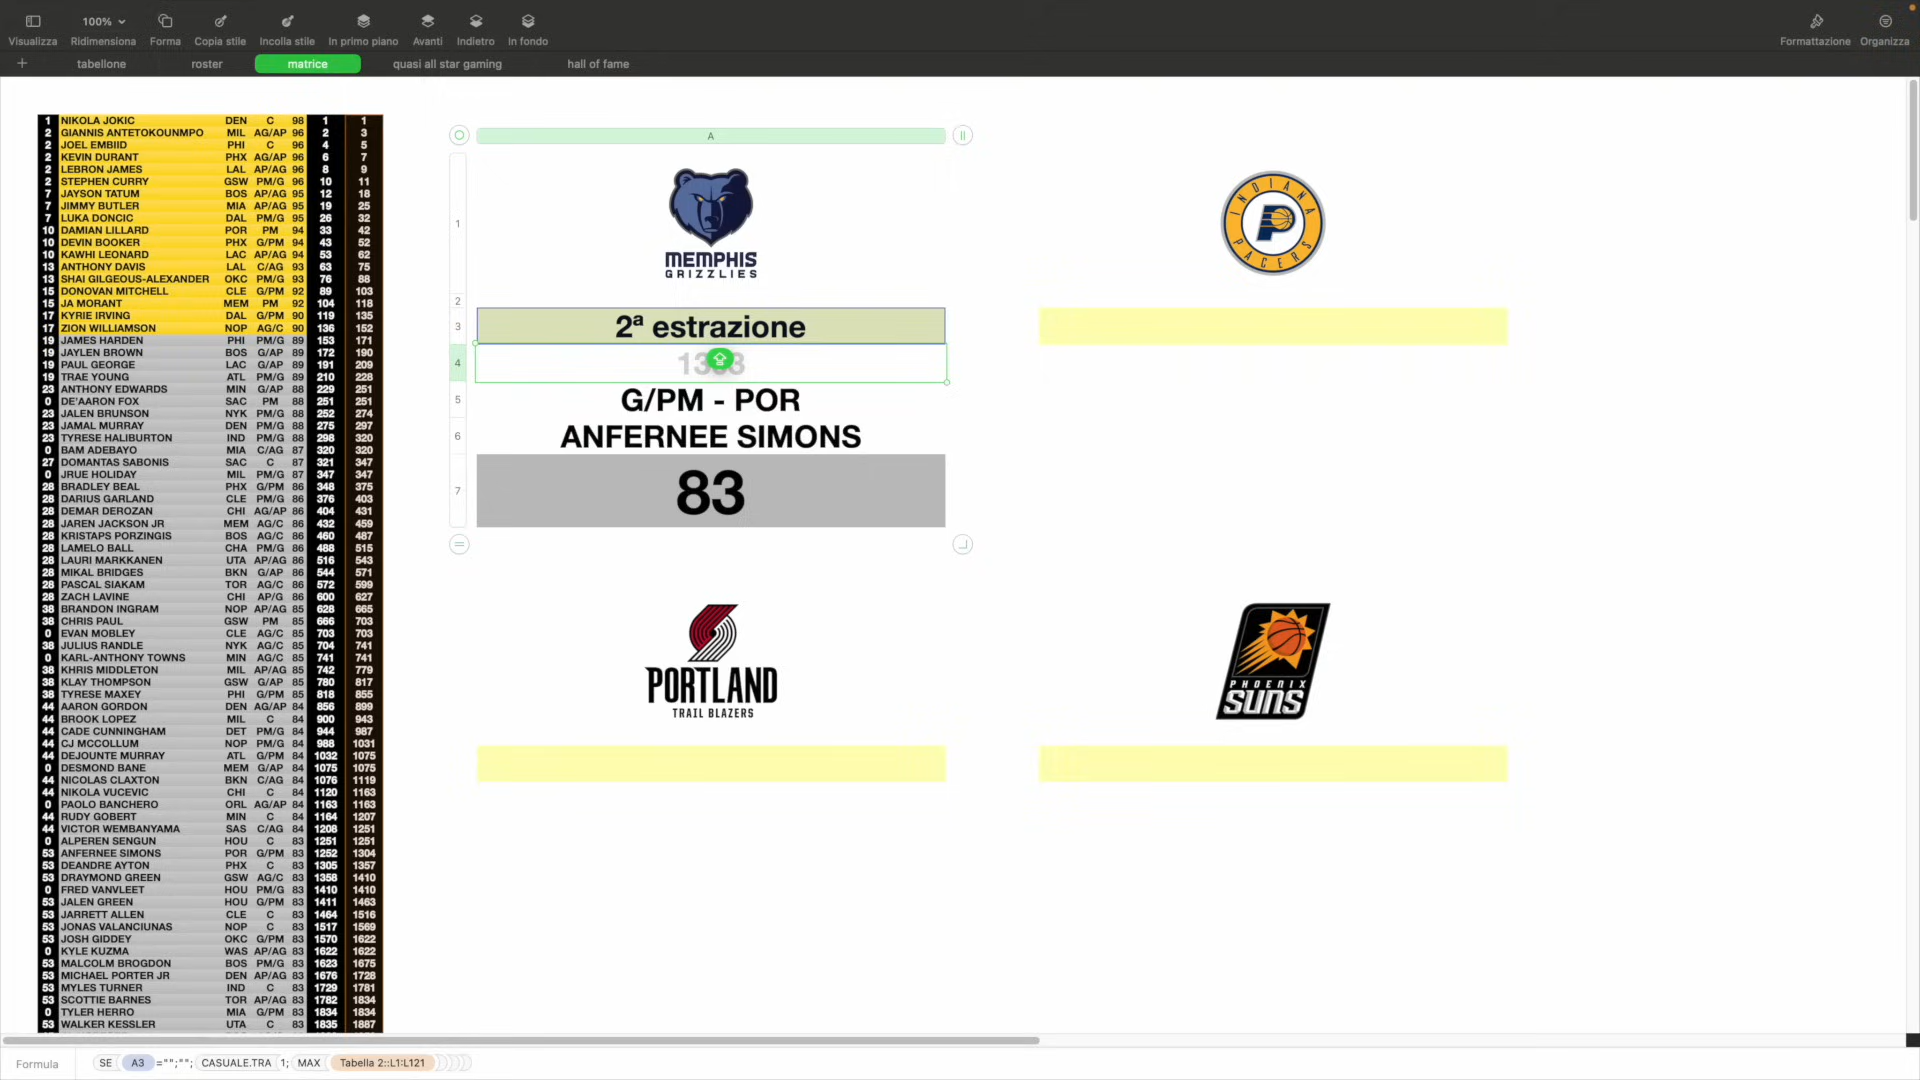 100%
Visualizza Ridimensiona Forma Copia stile Incolla stile In primo piano Avanti Indietro In fondo Formattazione Organizza
+ tabellone roster matrice quasi all star gaming hall of fame
1 NIKOLA JOKIC DEN C 98 1 1
2 GIANNIS ANTETOKOUNMPO MIL AG/AP 96 2 3
2 JOEL EMBIID PHI C 96 4 5
2 KEVIN DURANT PHX AG/AP 96 6 7
2 LEBRON JAMES LAL AP/AG 96 8 9
2 STEPHEN CURRY GSW PM/G 96 10 11
7 JAYSON TATUM BOS AP/AG 95 12 18
7 JIMMY BUTLER MIA AP/AG 95 19 25
7 LUKA DONCIC DAL PM/G 95 26 32
10 DAMIAN LILLARD POR PM 94 33 42
10 DEVIN BOOKER PHX G/PM 94 43 52
10 KAWHI LEONARD LAC AP/AG 94 53 62
13 ANTHONY DAVIS LAL C/AG 93 63 75
13 SHAI GILGEOUS-ALEXANDER OKC PM/G 93 76 88
15 DONOVAN MITCHELL CLE G/PM 92 89 103
15 JA MORANT MEM PM 92 104 118
17 KYRIE IRVING DAL G/PM 90 119 135
17 ZION WILLIAMSON NOP AG/C 90 136 152
19 JAMES HARDEN PHI PM/G 89 153 171
19 JAYLEN BROWN BOS G/AP 89 172 190
19 PAUL GEORGE LAC G/AP 89 191 209
19 TRAE YOUNG ATL PM/G 89 210 228
23 ANTHONY EDWARDS MIN G/AP 88 229 251
0 DE'AARON FOX SAC PM 88 251 251
23 JALEN BRUNSON NYK PM/G 88 252 274
23 JAMAL MURRAY DEN PM/G 88 275 297
23 TYRESE HALIBURTON IND PM/G 88 298 320
0 BAM ADEBAYO MIA C/AG 87 320 320
27 DOMANTAS SABONIS SAC C 87 321 347
0 JRUE HOLIDAY MIL PM/G 87 347 347
28 BRADLEY BEAL PHX G/PM 86 348 375
28 DARIUS GARLAND CLE PM/G 86 376 403
28 DEMAR DEROZAN CHI AG/AP 86 404 431
28 JAREN JACKSON JR MEM AG/C 86 432 459
28 KRISTAPS PORZINGIS BOS AG/C 86 460 487
28 LAMELO BALL CHA PM/G 86 488 515
28 LAURI MARKKANEN UTA AP/AG 86 516 543
28 MIKAL BRIDGES BKN G/AP 86 544 571
28 PASCAL SIAKAM TOR AG/C 86 572 599
28 ZACH LAVINE CHI AP/G 86 600 627
38 BRANDON INGRAM NOP AP/AG 85 628 665
38 CHRIS PAUL GSW PM 85 666 703
0 EVAN MOBLEY CLE AG/C 85 703 703
38 JULIUS RANDLE NYK AG/C 85 704 741
0 KARL-ANTHONY TOWNS MIN AG/C 85 741 741
38 KHRIS MIDDLETON MIL AP/AG 85 742 779
38 KLAY THOMPSON GSW G/AP 85 780 817
38 TYRESE MAXEY PHI G/PM 85 818 855
44 AARON GORDON DEN AG/AP 84 856 899
44 BROOK LOPEZ MIL C 84 900 943
44 CADE CUNNINGHAM DET PM/G 84 944 987
44 CJ MCCOLLUM NOP PM/G 84 988 1031
44 DEJOUNTE MURRAY ATL G/PM 84 1032 1075
0 DESMOND BANE MEM G/AP 84 1075 1075
44 NICOLAS CLAXTON BKN C/AG 84 1076 1119
44 NIKOLA VUCEVIC CHI C 84 1120 1163
0 PAOLO BANCHERO ORL AG/AP 84 1163 1163
44 RUDY GOBERT MIN C 84 1164 1207
44 VICTOR WEMBANYAMA SAS C/AG 84 1208 1251
0 ALPEREN SENGUN HOU C 83 1251 1251
53 ANFERNEE SIMONS POR G/PM 83 1252 1304
53 DEANDRE AYTON PHX C 83 1305 1357
53 DRAYMOND GREEN GSW AG/C 83 1358 1410
0 FRED VANVLEET HOU PM/G 83 1410 1410
53 JALEN GREEN HOU G/PM 83 1411 1463
53 JARRETT ALLEN CLE C 83 1464 1516
53 JONAS VALANCIUNAS NOP C 83 1517 1569
53 JOSH GIDDEY OKC G/PM 83 1570 1622
0 KYLE KUZMA WAS AP/AG 83 1622 1622
53 MALCOLM BROGDON BOS PM/G 83 1623 1675
53 MICHAEL PORTER JR DEN AP/AG 83 1676 1728
53 MYLES TURNER IND C 83 1729 1781
53 SCOTTIE BARNES TOR AP/AG 83 1782 1834
0 TYLER HERRO MIA G/PM 83 1834 1834
53 WALKER KESSLER UTA C 83 1835 1887
A
1
MEMPHIS
GRIZZLIES
2
3 2ª estrazione
4
5 G/PM - POR
6 ANFERNEE SIMONS
7 83
INDIANA
PACERS
PORTLAND
TRAIL BLAZERS
PHOENIX
SUNS
Formula SE A3 ="";""; CASUALE.TRA 1; MAX Tabella 2::L1:L121